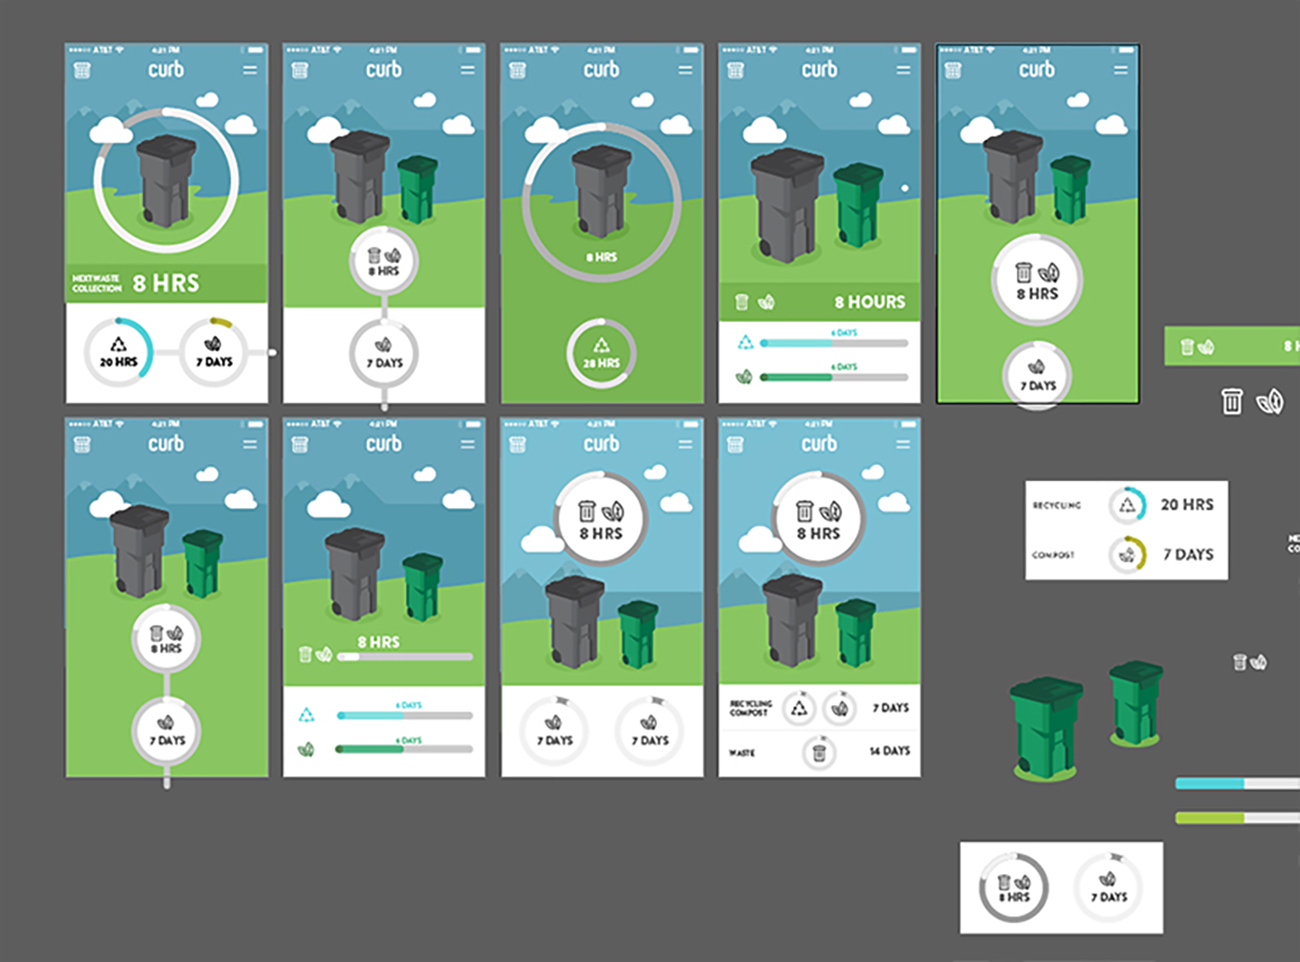 AT&T 4:21 PM
curb
NEXT WASTE
COLLECTION 8 HRS
20 HRS
7 DAYS
AT&T 4:21 PM
curb
8 HRS
7 DAYS
AT&T 4:21 PM
curb
8 HRS
28 HRS
AT&T 4:21 PM
curb
8 HOURS
6 DAYS
6 DAYS
AT&T 4:21 PM
curb
8 HRS
7 DAYS
8 H
AT&T 4:21 PM
curb
8 HRS
7 DAYS
AT&T 4:21 PM
curb
8 HRS
6 DAYS
6 DAYS
AT&T 4:21 PM
curb
8 HRS
7 DAYS
7 DAYS
AT&T 4:21 PM
curb
8 HRS
RECYCLING
COMPOST
7 DAYS
WASTE
14 DAYS
RECYCLING 20 HRS
COMPOST 7 DAYS
NE
CO
8 HRS
7 DAYS